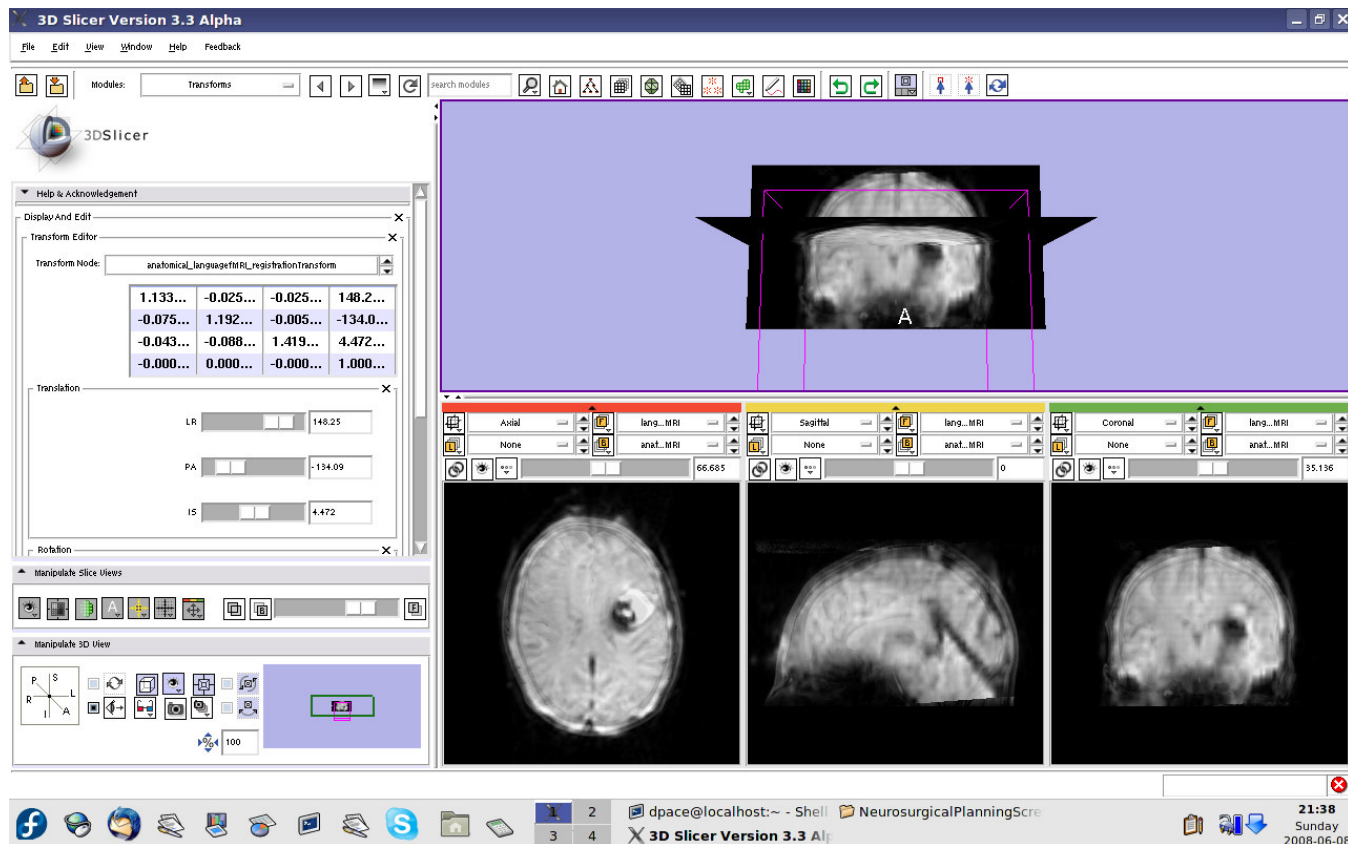 3D Slicer Version 3.3 Alpha
File Edit View Window Help Feedback
Modules: Transforms search modules
3DSlicer
Help & Acknowledgement
Display And Edit
Transform Editor
Transform Node: anatomical_languagefMRI_registrationTransform
1.133... -0.025... -0.025... 148.2...
-0.075... 1.192... -0.005... -134.0...
-0.043... -0.088... 1.419... 4.472...
-0.000... 0.000... -0.000... 1.000...
Translation
LR 148.25
PA -134.09
IS 4.472
Rotation
Manipulate Slice Views
A B F
Manipulate 3D View
P S
R L
I A
% 100
A
Axial F lang...MRI
L None B anat...MRI
66.685
Sagittal F lang...MRI
L None B anat...MRI
0
Coronal F lang...MRI
L None B anat...MRI
35.136
1 2
3 4
dpace@localhost:~ - Shell
NeurosurgicalPlanningScre
3D Slicer Version 3.3 Alp
21:38
Sunday
2008-06-08